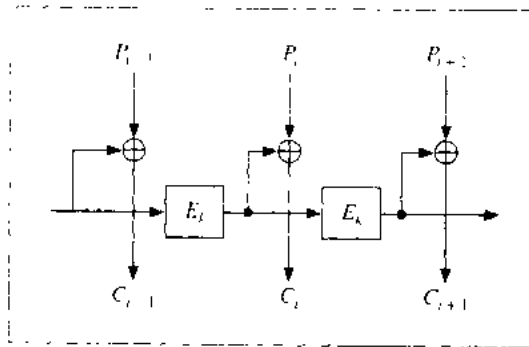 P_{i-1} P_i P_{i+1}
E_k E_k
C_{i-1} C_i C_{i+1}